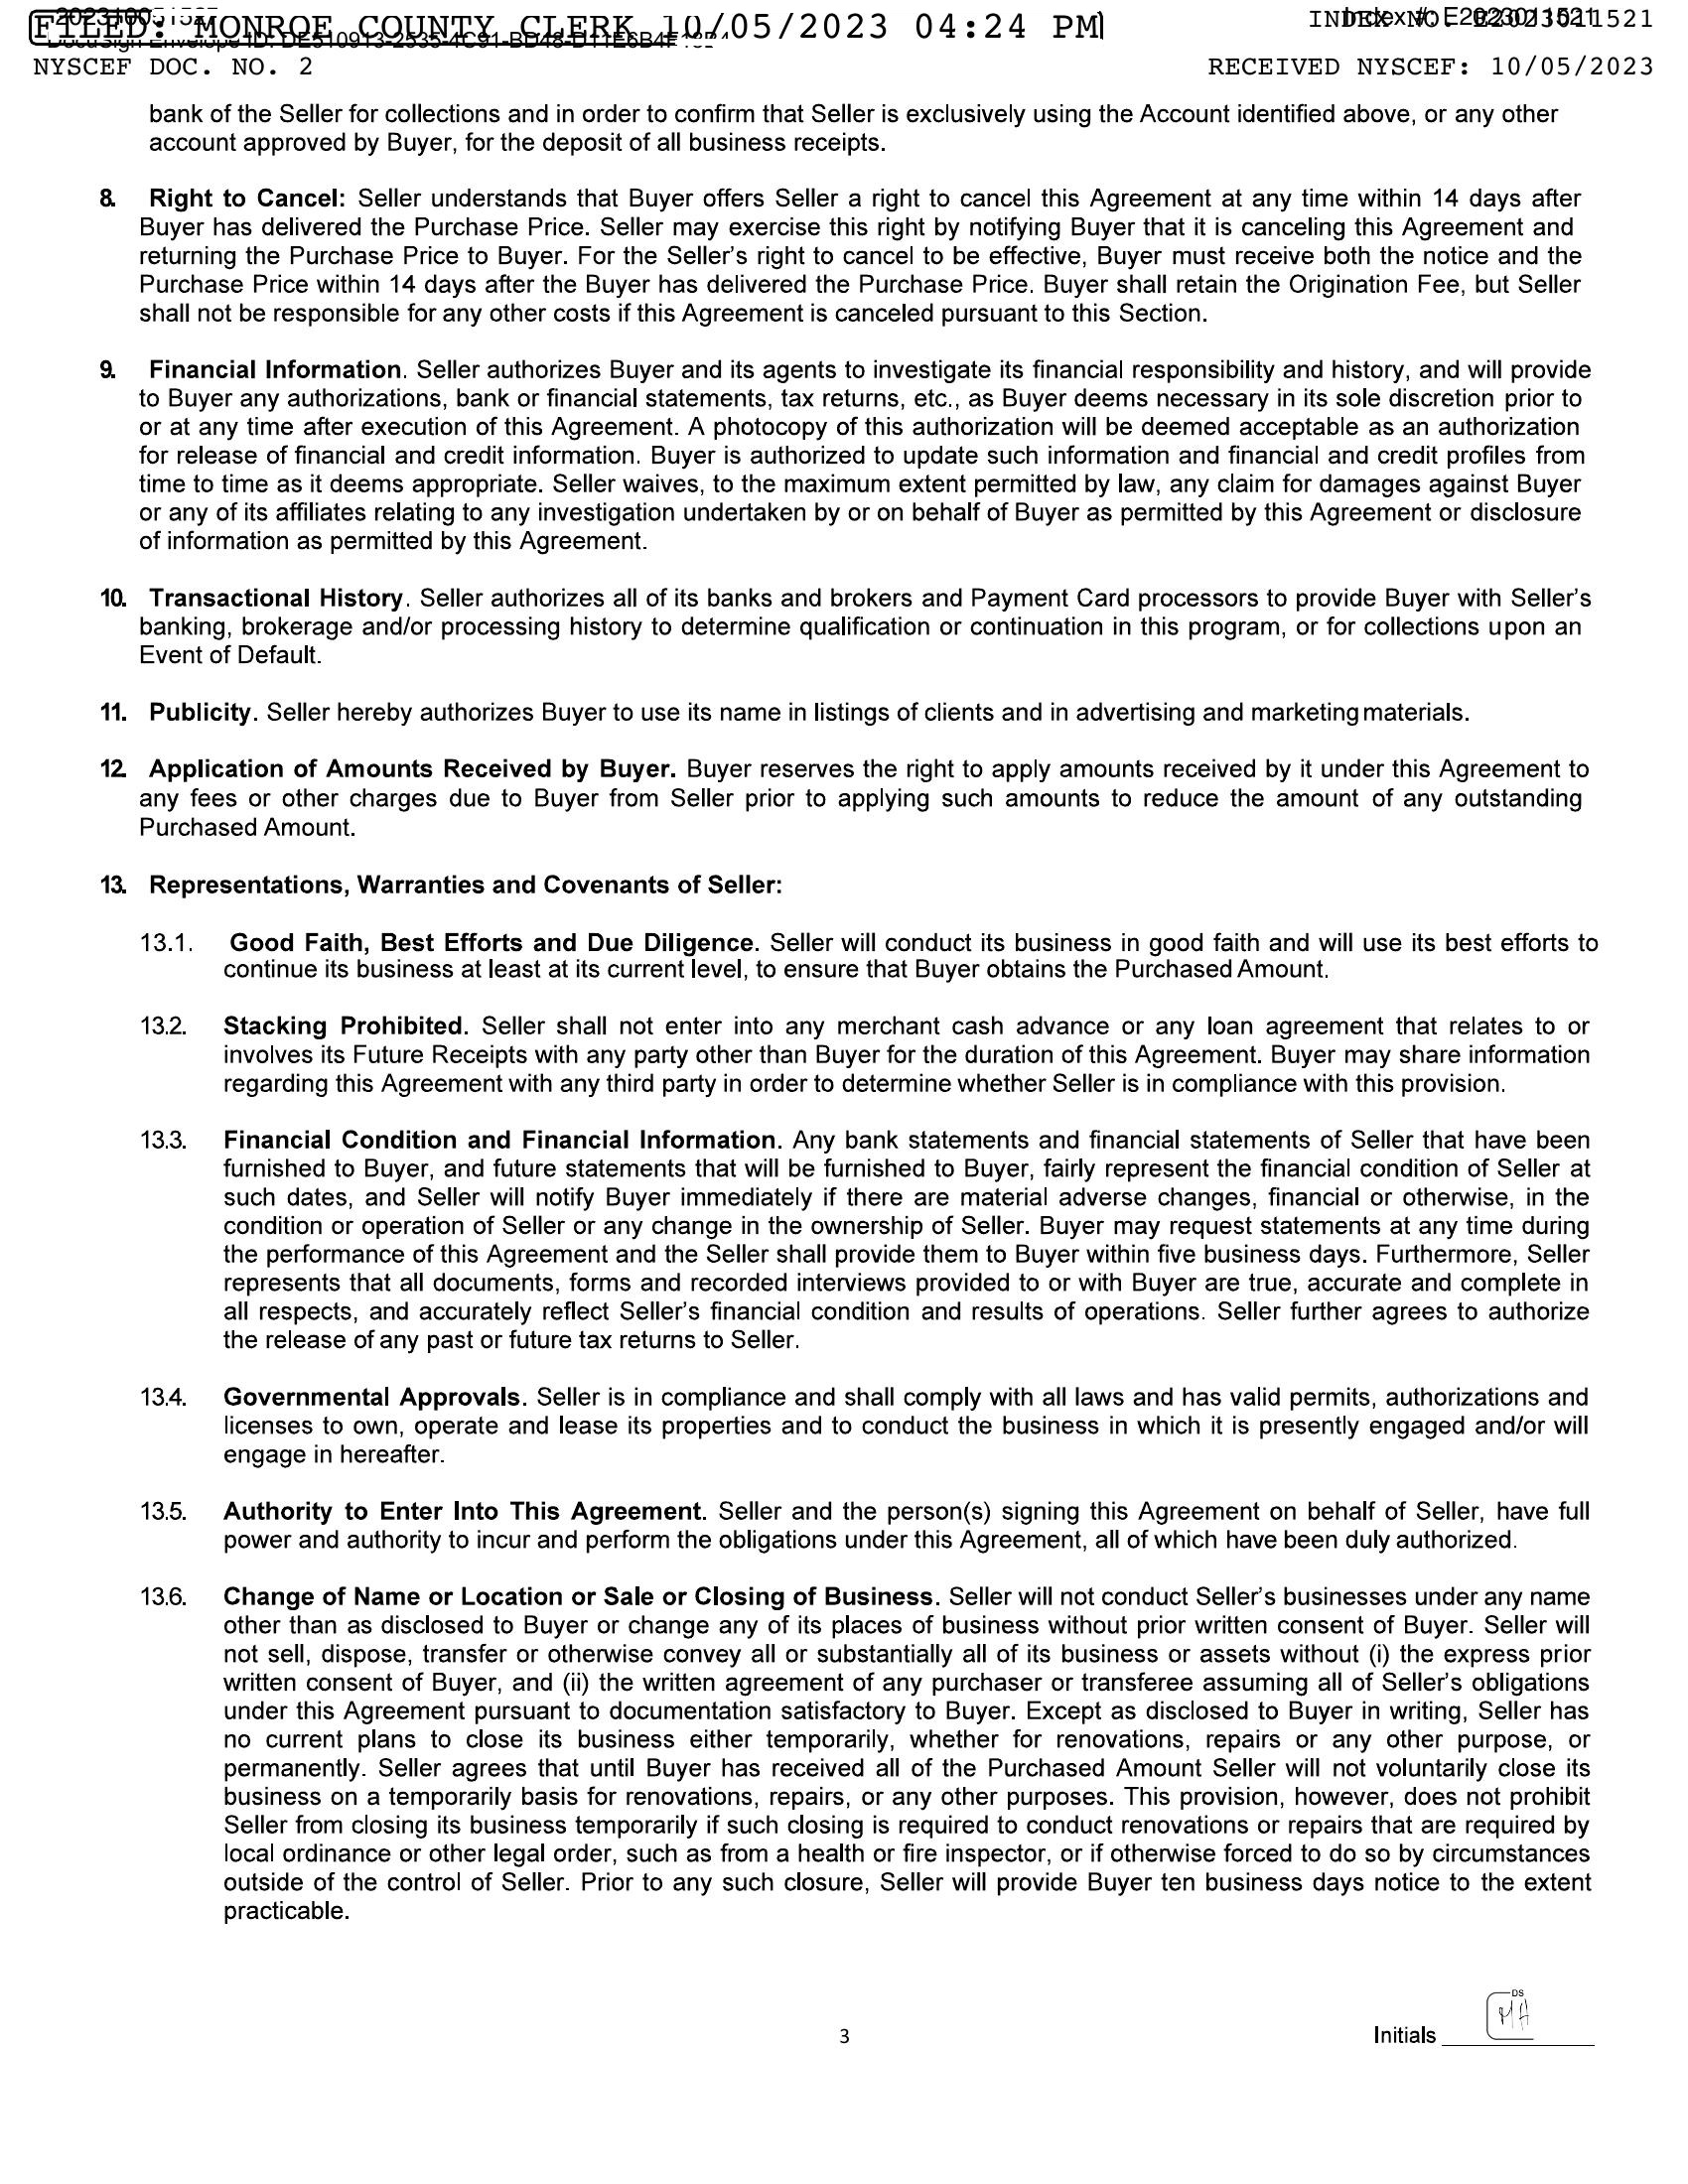 FILED: MONROE COUNTY CLERK 10/05/2023 04:24 PM
NYSCEF DOC. NO. 2
RECEIVED NYSCEF: 10/05/2023
bank of the Seller for collections and in order to confirm that Seller is exclusively using the Account identified above, or any other
account approved by Buyer, for the deposit of all business receipts.
8. Right to Cancel: Seller understands that Buyer offers Seller a right to cancel this Agreement at any time within 14 days after
Buyer has delivered the Purchase Price. Seller may exercise this right by notifying Buyer that it is canceling this Agreement and
returning the Purchase Price to Buyer. For the Seller's right to cancel to be effective, Buyer must receive both the notice and the
Purchase Price within 14 days after the Buyer has delivered the Purchase Price. Buyer shall retain the Origination Fee, but Seller
shall not be responsible for any other costs if this Agreement is canceled pursuant to this Section.
9. Financial Information. Seller authorizes Buyer and its agents to investigate its financial responsibility and history, and will provide
to Buyer any authorizations, bank or financial statements, tax returns, etc., as Buyer deems necessary in its sole discretion prior to
or at any time after execution of this Agreement. A photocopy of this authorization will be deemed acceptable as an authorization
for release of financial and credit information. Buyer is authorized to update such information and financial and credit profiles from
time to time as it deems appropriate. Seller waives, to the maximum extent permitted by law, any claim for damages against Buyer
or any of its affiliates relating to any investigation undertaken by or on behalf of Buyer as permitted by this Agreement or disclosure
of information as permitted by this Agreement.
10. Transactional History. Seller authorizes all of its banks and brokers and Payment Card processors to provide Buyer with Seller's
banking, brokerage and/or processing history to determine qualification or continuation in this program, or for collections upon an
Event of Default.
11. Publicity. Seller hereby authorizes Buyer to use its name in listings of clients and in advertising and marketing materials.
12. Application of Amounts Received by Buyer. Buyer reserves the right to apply amounts received by it under this Agreement to
any fees or other charges due to Buyer from Seller prior to applying such amounts to reduce the amount of any outstanding
Purchased Amount.
13. Representations, Warranties and Covenants of Seller:
13.1. Good Faith, Best Efforts and Due Diligence. Seller will conduct its business in good faith and will use its best efforts to
continue its business at least at its current level, to ensure that Buyer obtains the Purchased Amount.
13.2. Stacking Prohibited. Seller shall not enter into any merchant cash advance or any loan agreement that relates to or
involves its Future Receipts with any party other than Buyer for the duration of this Agreement. Buyer may share information
regarding this Agreement with any third party in order to determine whether Seller is in compliance with this provision.
13.3. Financial Condition and Financial Information. Any bank statements and financial statements of Seller that have been
furnished to Buyer, and future statements that will be furnished to Buyer, fairly represent the financial condition of Seller at
such dates, and Seller will notify Buyer immediately if there are material adverse changes, financial or otherwise, in the
condition or operation of Seller or any change in the ownership of Seller. Buyer may request statements at any time during
the performance of this Agreement and the Seller shall provide them to Buyer within five business days. Furthermore, Seller
represents that all documents, forms and recorded interviews provided to or with Buyer are true, accurate and complete in
all respects, and accurately reflect Seller's financial condition and results of operations. Seller further agrees to authorize
the release of any past or future tax returns to Seller.
13.4. Governmental Approvals. Seller is in compliance and shall comply with all laws and has valid permits, authorizations and
licenses to own, operate and lease its properties and to conduct the business in which it is presently engaged and/or will
engage in hereafter.
13.5. Authority to Enter Into This Agreement. Seller and the person(s) signing this Agreement on behalf of Seller, have full
power and authority to incur and perform the obligations under this Agreement, all of which have been duly authorized.
13.6. Change of Name or Location or Sale or Closing of Business. Seller will not conduct Seller's businesses under any name
other than as disclosed to Buyer or change any of its places of business without prior written consent of Buyer. Seller will
not sell, dispose, transfer or otherwise convey all or substantially all of its business or assets without (i) the express prior
written consent of Buyer, and (ii) the written agreement of any purchaser or transferee assuming all of Seller's obligations
under this Agreement pursuant to documentation satisfactory to Buyer. Except as disclosed to Buyer in writing, Seller has
no current plans to close its business either temporarily, whether for renovations, repairs or any other purpose, or
permanently. Seller agrees that until Buyer has received all of the Purchased Amount Seller will not voluntarily close its
business on a temporarily basis for renovations, repairs, or any other purposes. This provision, however, does not prohibit
Seller from closing its business temporarily if such closing is required to conduct renovations or repairs that are required by
local ordinance or other legal order, such as from a health or fire inspector, or if otherwise forced to do so by circumstances
outside of the control of Seller. Prior to any such closure, Seller will provide Buyer ten business days notice to the extent
practicable.
DS
3
Initials